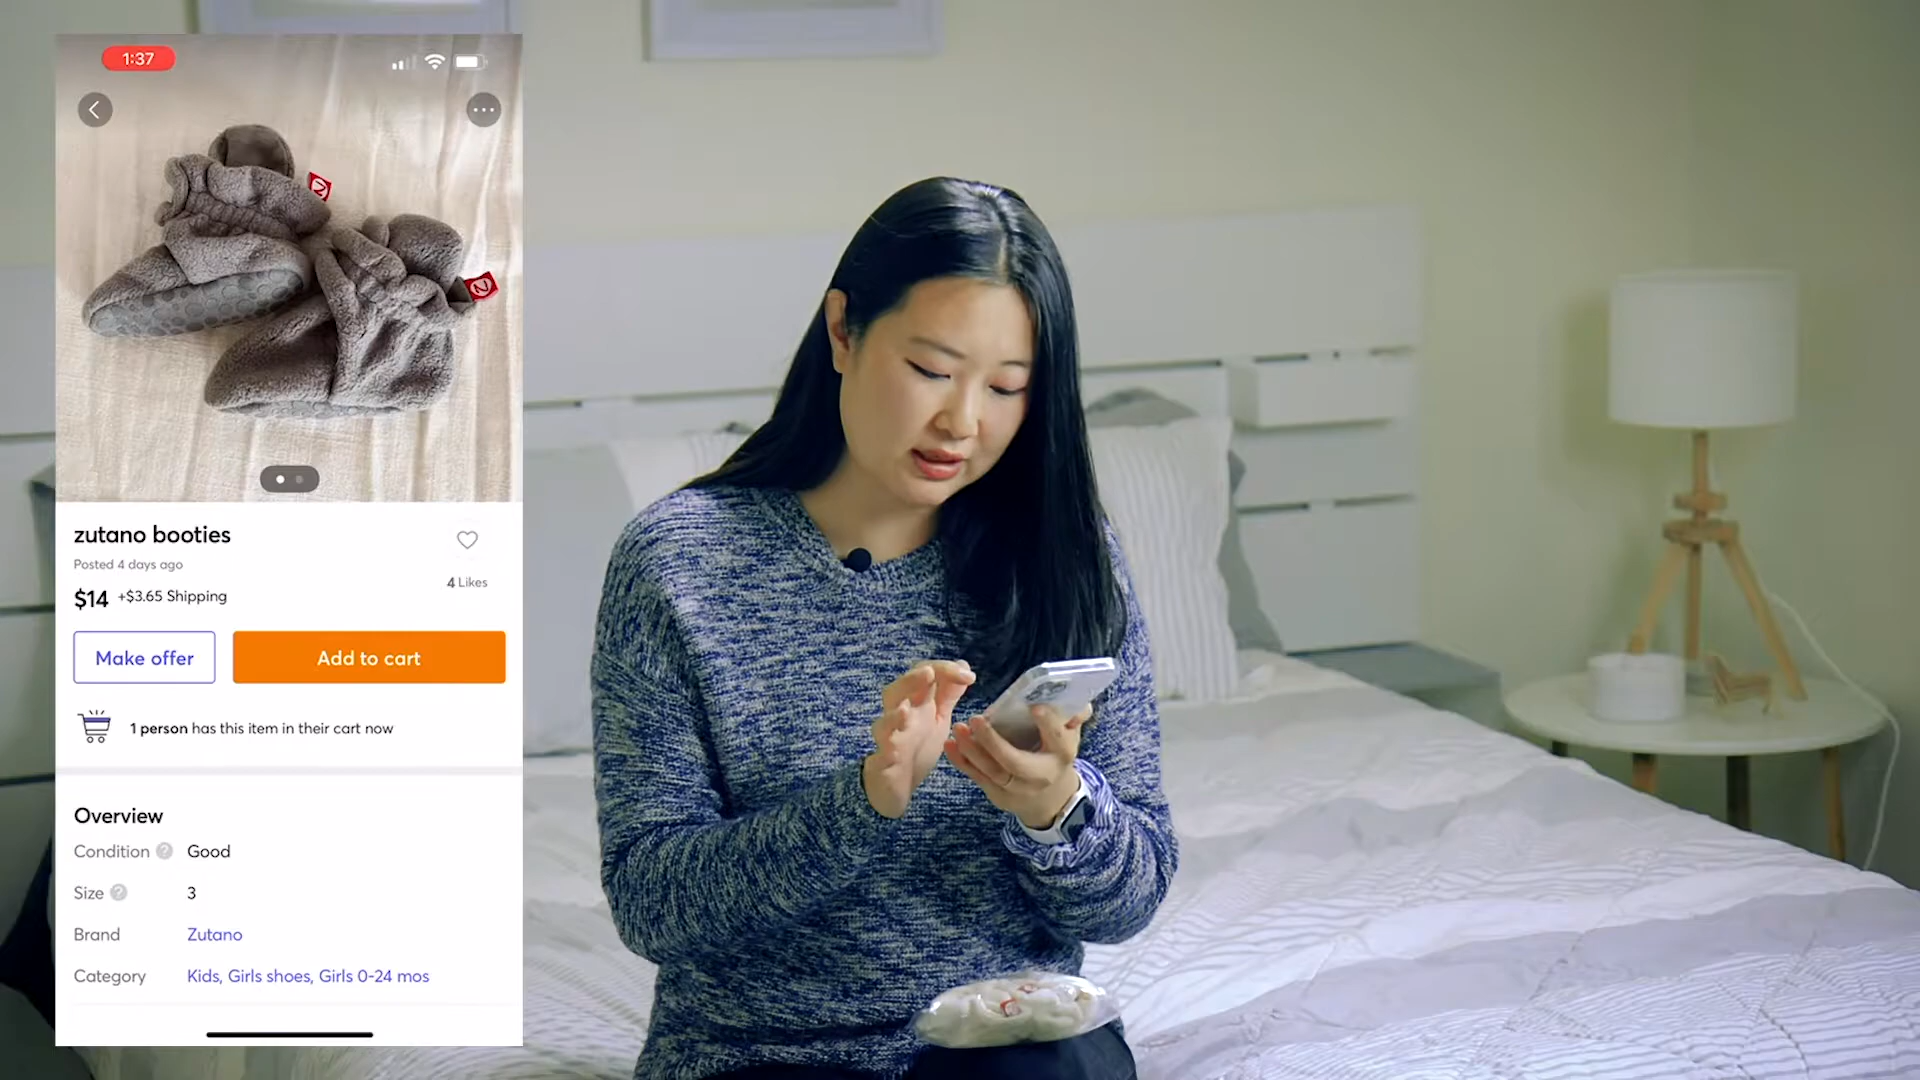 1:37
zutano booties
Posted 4 days ago
4 Likes
$14 +$3.65 Shipping
Make offer
Add to cart
1 person has this item in their cart now
Overview
Condition ? Good
Size ? 3
Brand Zutano
Category Kids, Girls shoes, Girls 0-24 mos